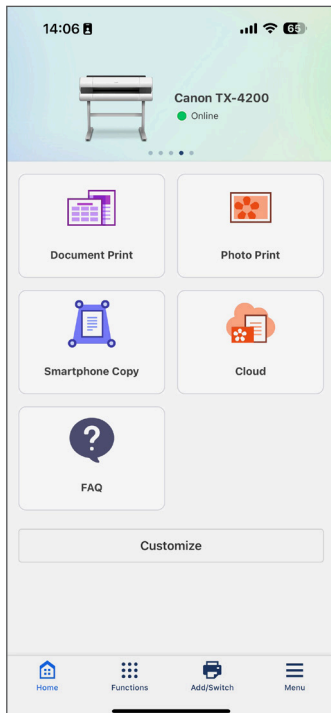 14:06
65
Canon TX-4200
Online
Document Print
Photo Print
Smartphone Copy
Cloud
?
FAQ
Customize
Home
Functions
Add/Switch
Menu